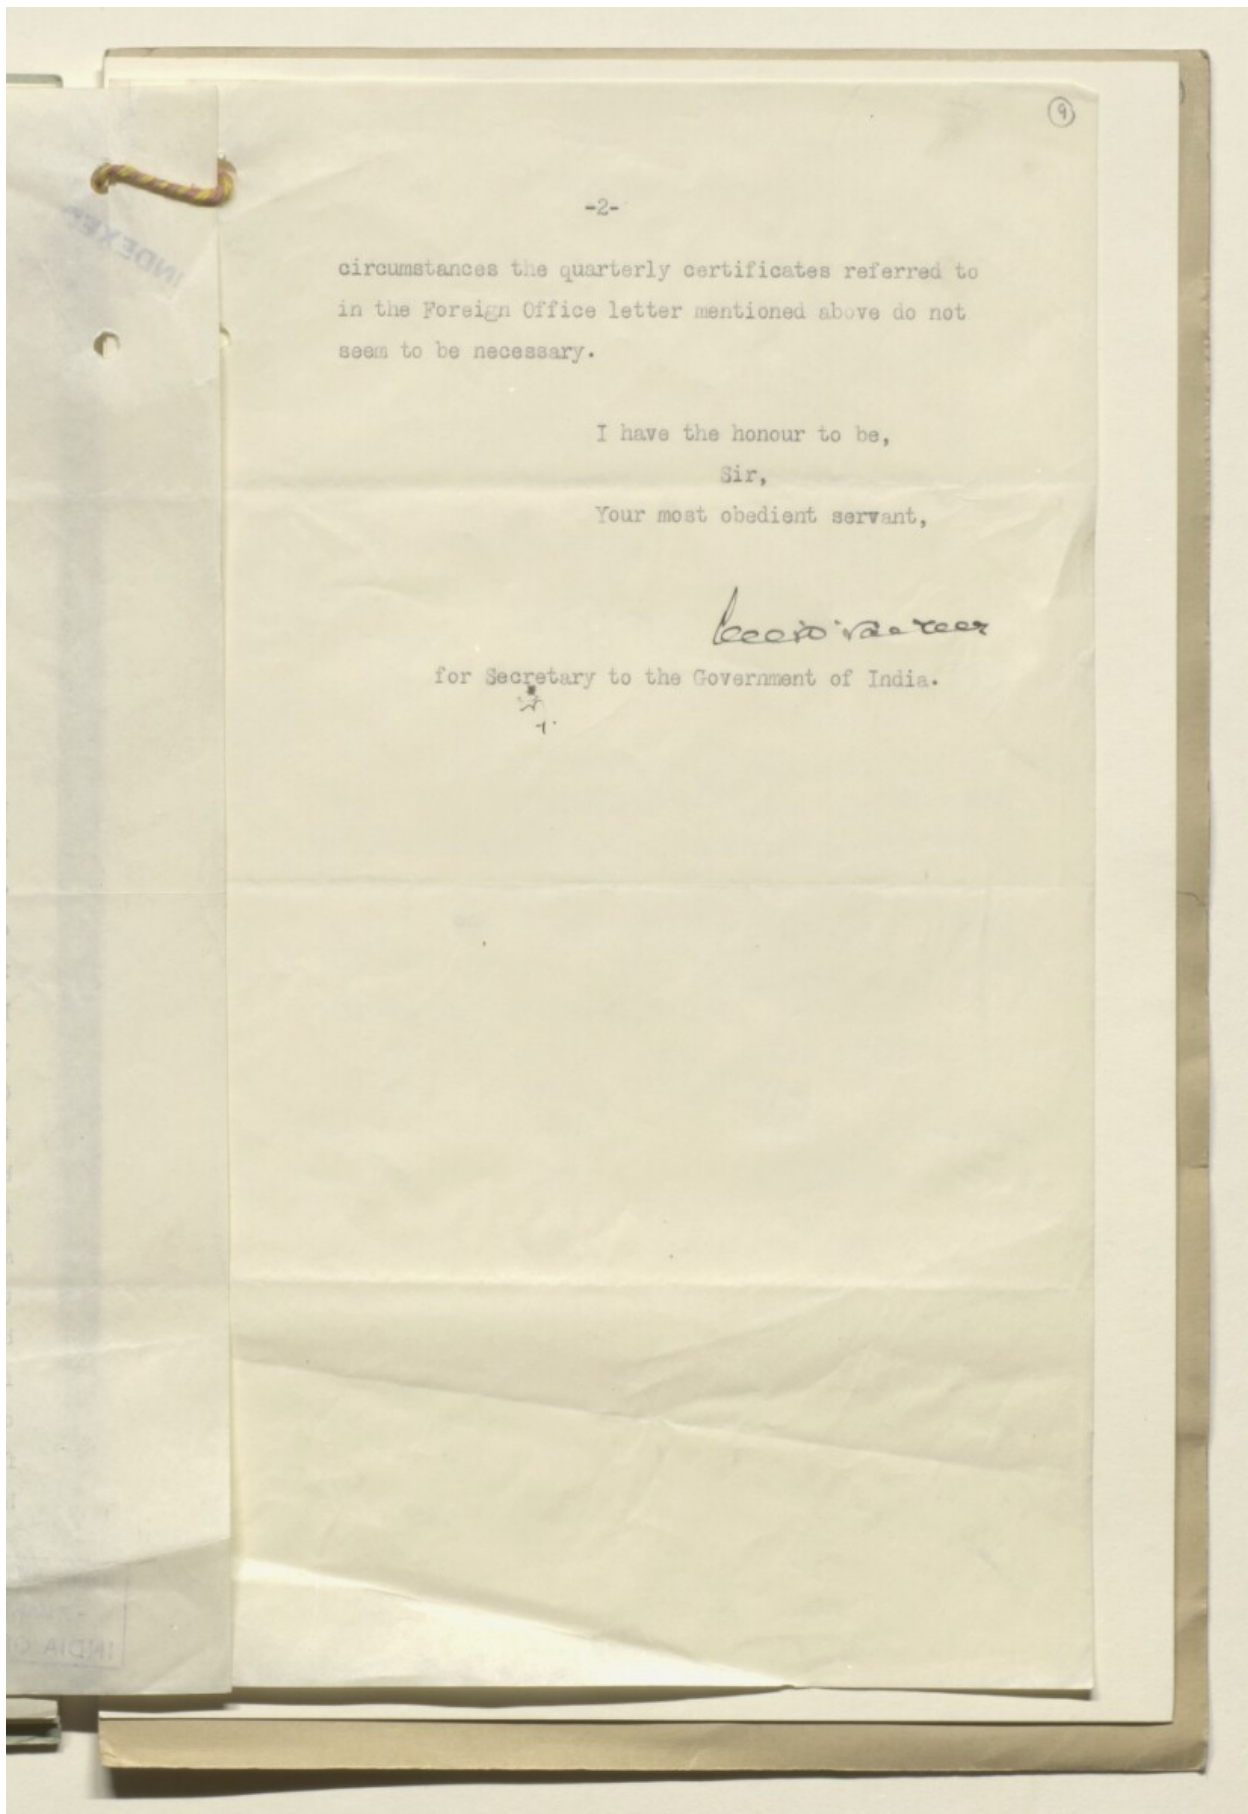 9
-2-
circumstances the quarterly certificates referred to
in the Foreign Office letter mentioned above do not
seem to be necessary.
I have the honour to be,
Sir,
Your most obedient servant,
for Secretary to the Government of India.
INDEXED
INDIA